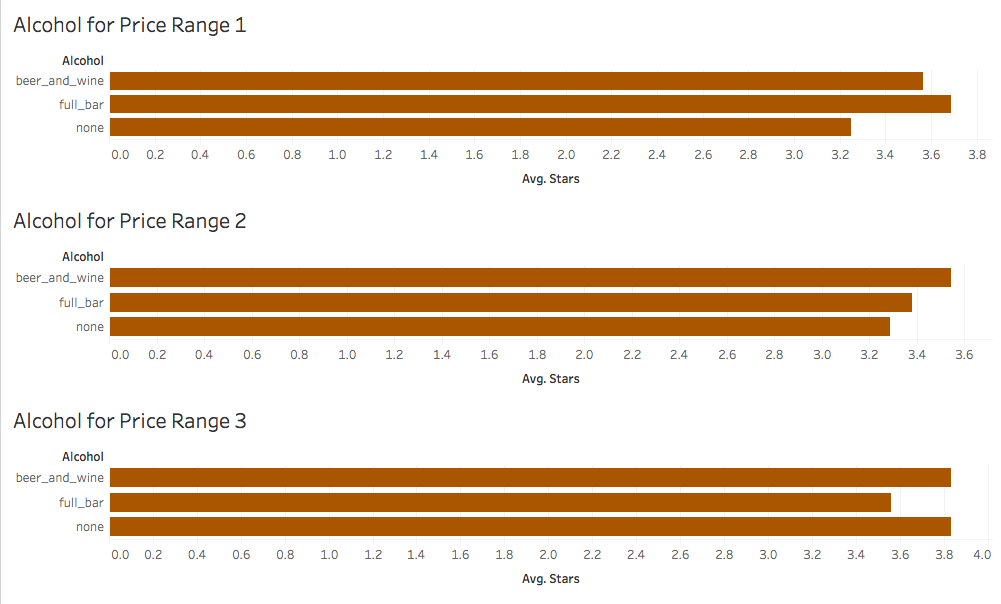 Alcohol for Price Range 1
Alcohol
beer_and_wine
full_bar
none
0.0 0.2 0.4 0.6 0.8 1.0 1.2 1.4 1.6 1.8 2.0 2.2 2.4 2.6 2.8 3.0 3.2 3.4 3.6 3.8
Avg. Stars
Alcohol for Price Range 2
Alcohol
beer_and_wine
full_bar
none
0.0 0.2 0.4 0.6 0.8 1.0 1.2 1.4 1.6 1.8 2.0 2.2 2.4 2.6 2.8 3.0 3.2 3.4 3.6
Avg. Stars
Alcohol for Price Range 3
Alcohol
beer_and_wine
full_bar
none
0.0 0.2 0.4 0.6 0.8 1.0 1.2 1.4 1.6 1.8 2.0 2.2 2.4 2.6 2.8 3.0 3.2 3.4 3.6 3.8 4.0
Avg. Stars